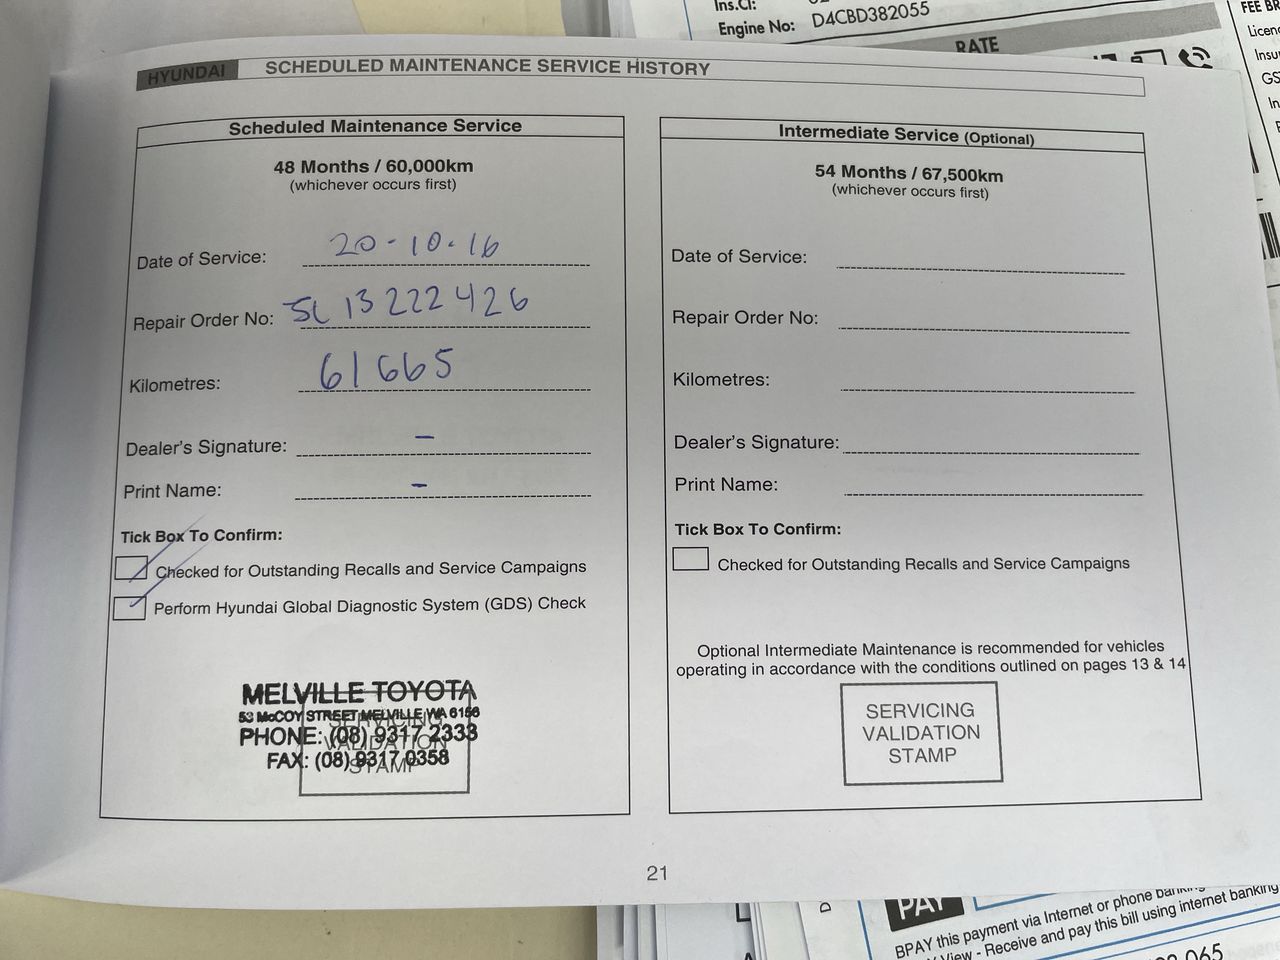 Ins.Cl:
Engine No: D4CBD382055
RATE
FEE BR
Licen
Insu
GS
In
HYUNDAI SCHEDULED MAINTENANCE SERVICE HISTORY
Scheduled Maintenance Service
48 Months / 60,000km
(whichever occurs first)
Date of Service: 20-10-16
Repair Order No: SL 13222426
Kilometres: 61665
Dealer's Signature: –
Print Name: –
Tick Box To Confirm:
Checked for Outstanding Recalls and Service Campaigns
Perform Hyundai Global Diagnostic System (GDS) Check
MELVILLE TOYOTA
53 McCOY STREET MELVILLE WA 6156
PHONE: (08) 9317 2333
FAX: (08) 9317 0358
SERVICING
VALIDATION
STAMP
Intermediate Service (Optional)
54 Months / 67,500km
(whichever occurs first)
Date of Service:
Repair Order No:
Kilometres:
Dealer's Signature:
Print Name:
Tick Box To Confirm:
Checked for Outstanding Recalls and Service Campaigns
Optional Intermediate Maintenance is recommended for vehicles
operating in accordance with the conditions outlined on pages 13 & 14
SERVICING
VALIDATION
STAMP
21
PAY
BPAY this payment via Internet or phone banking
View - Receive and pay this bill using internet banking
065